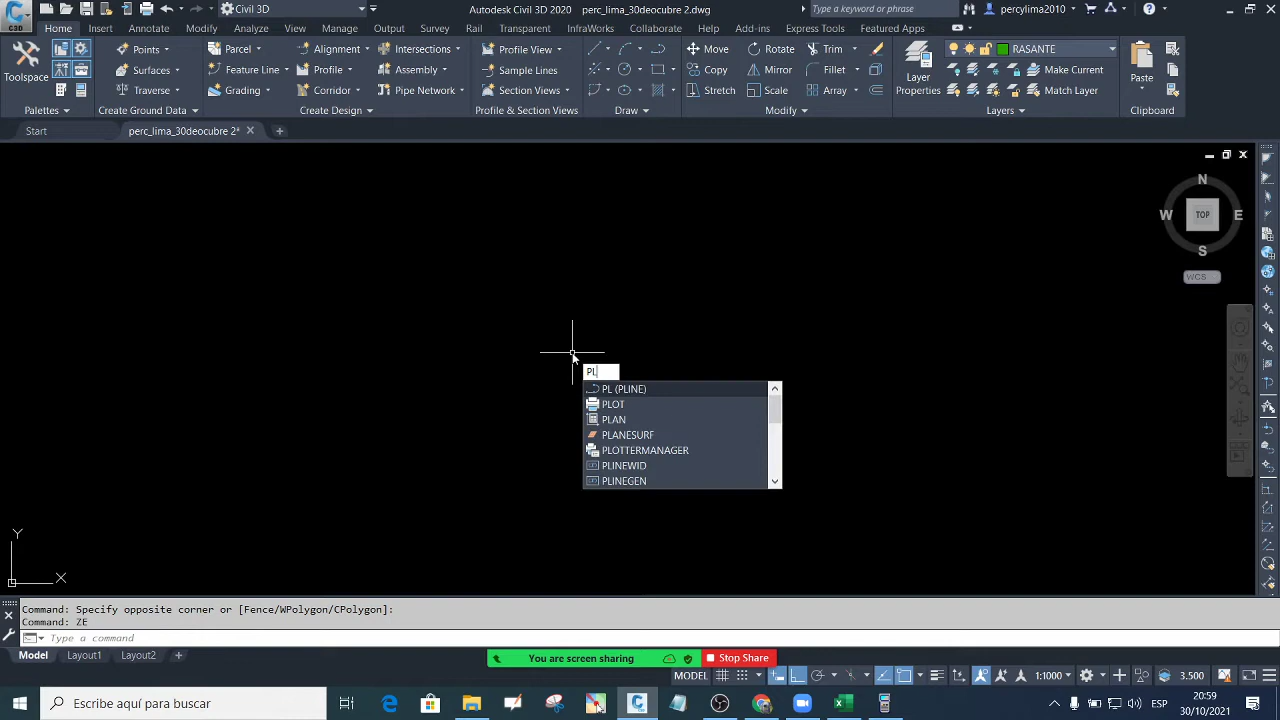 Civil 3D
Autodesk Civil 3D 2020 perc_lima_30deocubre 2.dwg
Type a keyword or phrase
percylima2010
C3D
Home Insert Annotate Modify Analyze View Manage Output Survey Rail Transparent InfraWorks Collaborate Help Add-ins Express Tools Featured Apps
Toolspace
Palettes
Points
Surfaces
Traverse
Create Ground Data
Parcel
Feature Line
Grading
Alignment
Profile
Corridor
Intersections
Assembly
Pipe Network
Create Design
Profile View
Sample Lines
Section Views
Profile & Section Views
Draw
Move
Copy
Stretch
Rotate
Mirror
Scale
Trim
Fillet
Array
Modify
Layer
Properties
RASANTE
Make Current
Match Layer
Layers
Paste
Clipboard
Start
perc_lima_30deocubre 2*
N
W
TOP
E
S
WCS
PL
PL (PLINE)
PLOT
PLAN
PLANESURF
PLOTTERMANAGER
PLINEWID
PLINEGEN
Y
X
Command: Specify opposite corner or [Fence/WPolygon/CPolygon]:
Command: ZE
Type a command
Model Layout1 Layout2
You are screen sharing
Stop Share
MODEL
1:1000
3.500
Escribe aquí para buscar
ESP
20:59
30/10/2021